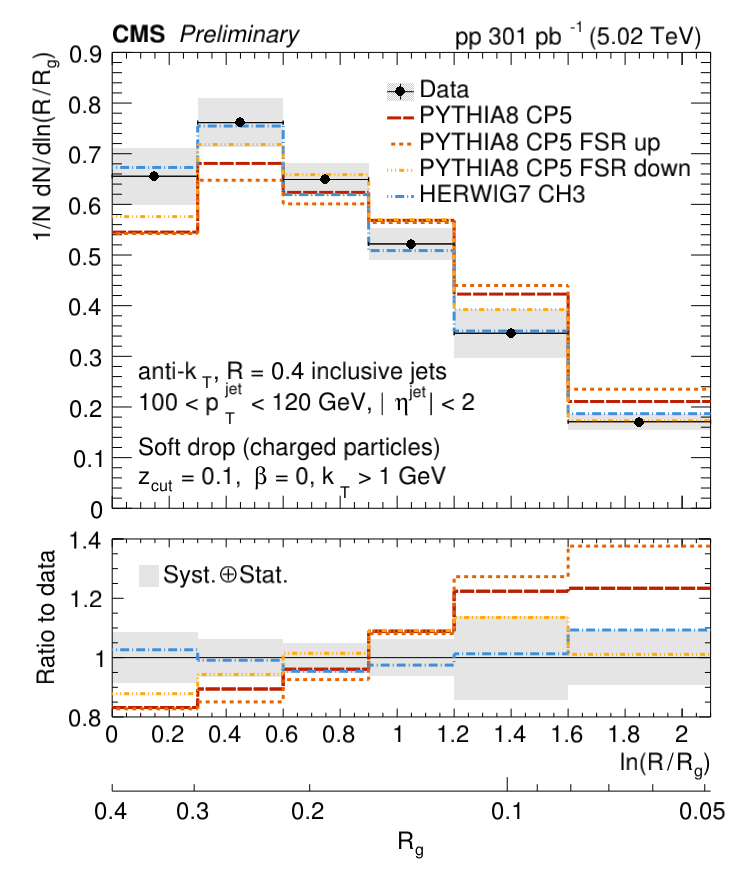 CMS Preliminary pp 301 pb⁻¹ (5.02 TeV)
1/N dN/dln(R/R_g)
0.9
0.8
0.7
0.6
0.5
0.4
0.3
0.2
0.1
0
Data
PYTHIA8 CP5
PYTHIA8 CP5 FSR up
PYTHIA8 CP5 FSR down
HERWIG7 CH3
anti-k_T, R = 0.4 inclusive jets
100 < p_T^jet < 120 GeV, | η^jet| < 2
Soft drop (charged particles)
z_cut = 0.1, β = 0, k_T > 1 GeV
Ratio to data
1.4
1.2
1
0.8
Syst.⊕Stat.
0 0.2 0.4 0.6 0.8 1 1.2 1.4 1.6 1.8 2
ln(R/R_g)
0.4 0.3 0.2 0.1 0.05
R_g